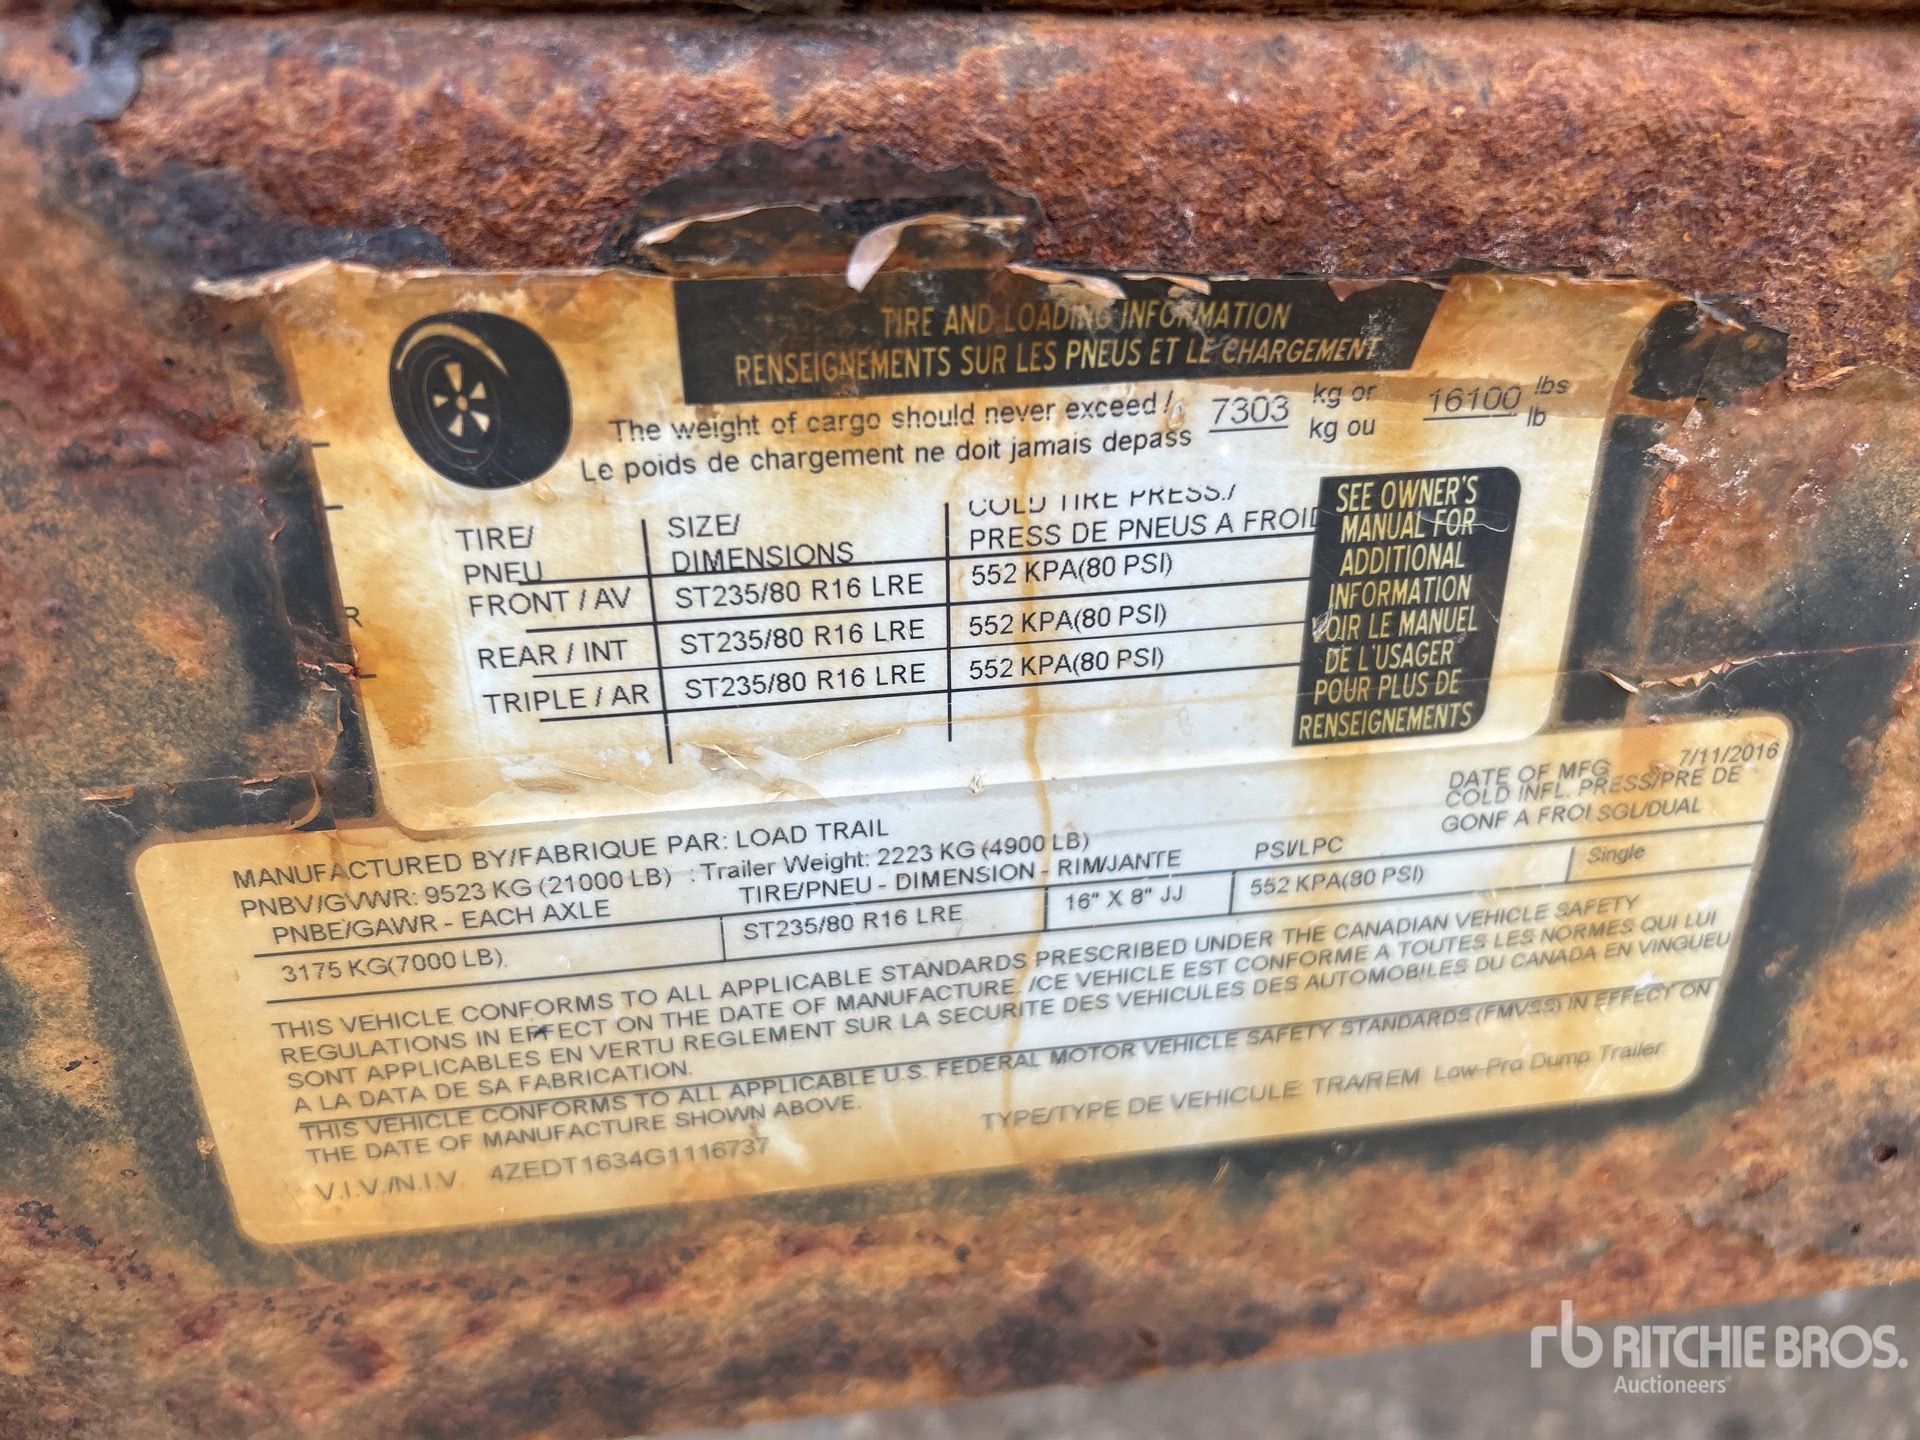 TIRE AND LOADING INFORMATION
RENSEIGNEMENTS SUR LES PNEUS ET LE CHARGEMENT
The weight of cargo should never exceed / 7303 kg or 16100 lbs
Le poids de chargement ne doit jamais depass kg ou lb
TIRE/ SIZE/ COLD TIRE PRESS./
PNEU DIMENSIONS PRESS DE PNEUS A FROID
FRONT / AV ST235/80 R16 LRE 552 KPA(80 PSI)
REAR / INT ST235/80 R16 LRE 552 KPA(80 PSI)
TRIPLE / AR ST235/80 R16 LRE 552 KPA(80 PSI)
SEE OWNER'S
MANUAL FOR
ADDITIONAL
INFORMATION
VOIR LE MANUEL
DE L'USAGER
POUR PLUS DE
RENSEIGNEMENTS
R
MANUFACTURED BY/FABRIQUE PAR: LOAD TRAIL DATE OF MFG 7/11/2016
PNBV/GVWR: 9523 KG (21000 LB) : Trailer Weight: 2223 KG (4900 LB) COLD INFL. PRESS/PRE DE
PNBE/GAWR - EACH AXLE TIRE/PNEU - DIMENSION - RIM/JANTE PSI/LPC GONF A FROI SGL/DUAL
3175 KG(7000 LB). ST235/80 R16 LRE 16" X 8" JJ 552 KPA(80 PSI) Single
THIS VEHICLE CONFORMS TO ALL APPLICABLE STANDARDS PRESCRIBED UNDER THE CANADIAN VEHICLE SAFETY
REGULATIONS IN EFFECT ON THE DATE OF MANUFACTURE. /CE VEHICLE EST CONFORME A TOUTES LES NORMES QUI LUI
SONT APPLICABLES EN VERTU REGLEMENT SUR LA SECURITE DES VEHICULES DES AUTOMOBILES DU CANADA EN VINGUEU
A LA DATA DE SA FABRICATION.
THIS VEHICLE CONFORMS TO ALL APPLICABLE U.S. FEDERAL MOTOR VEHICLE SAFETY STANDARDS (FMVSS) IN EFFECT ON
THE DATE OF MANUFACTURE SHOWN ABOVE.
V.I.V./N.I.V. 4ZEDT1634G1116737 TYPE/TYPE DE VEHICULE: TRA/REM Low-Pro Dump Trailer
rb RITCHIE BROS.
Auctioneers